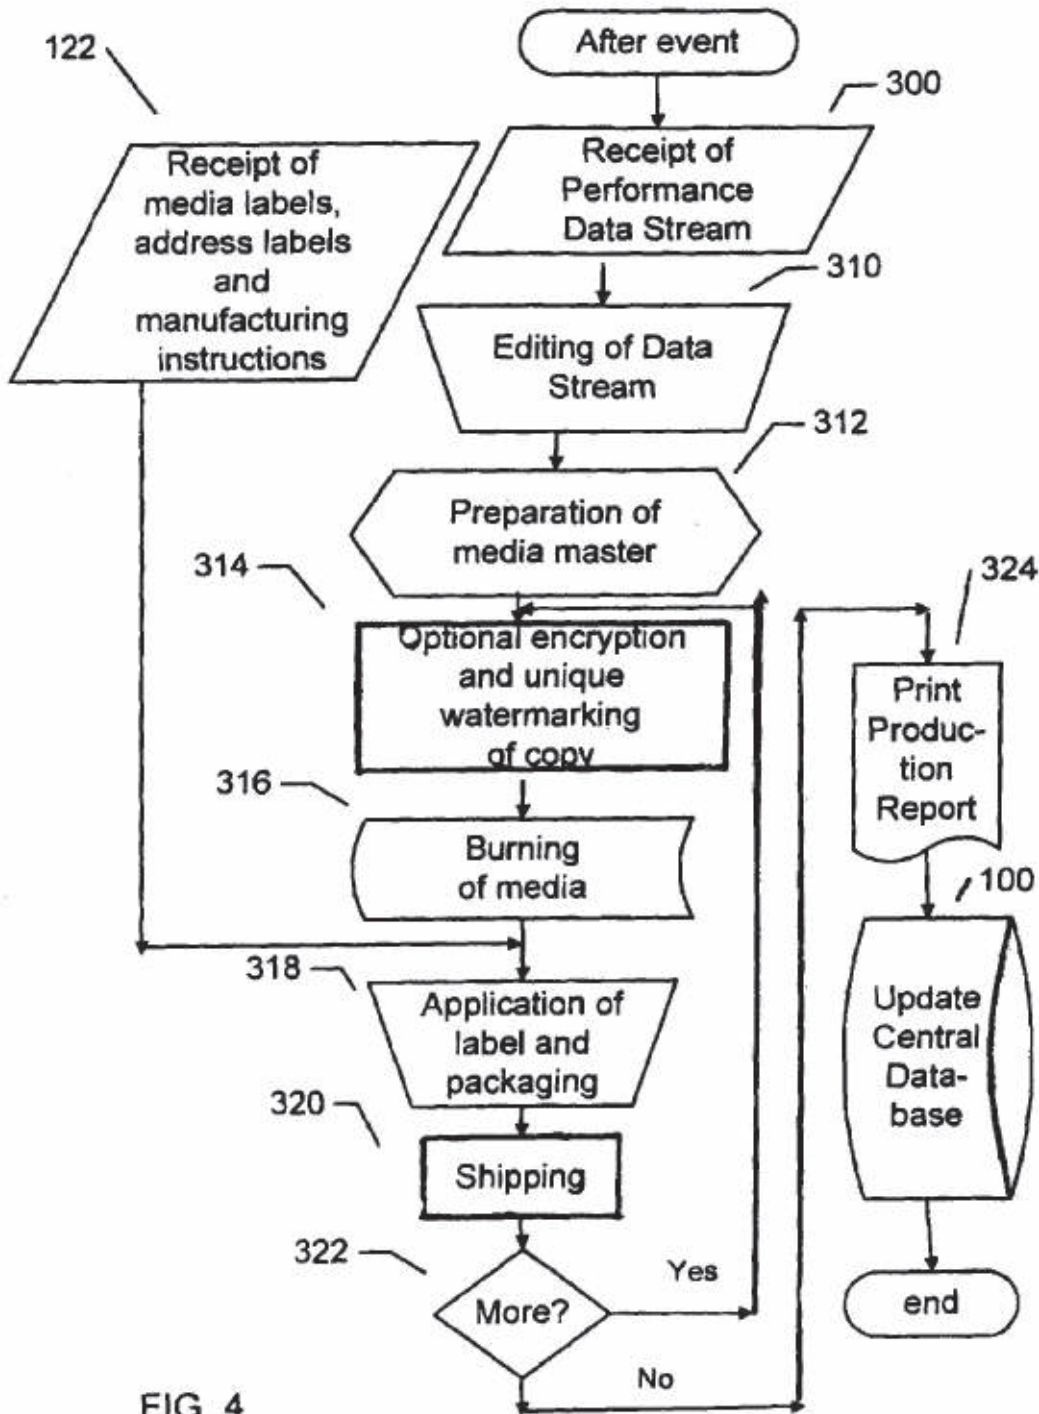 After event
122
300
Receipt of
media labels,
address labels
and
manufacturing
instructions
Receipt of
Performance
Data Stream
310
Editing of Data
Stream
312
Preparation of
media master
314
Optional encryption
and unique
watermarking
of copy
316
Burning
of media
318
Application of
label and
packaging
320
Shipping
322
More?
Yes
No
324
Print
Produc-
tion
Report
100
Update
Central
Data-
base
end
FIG. 4